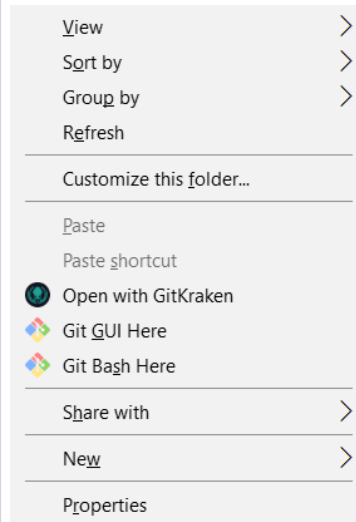 View
Sort by
Group by
Refresh
Customize this folder...
Paste
Paste shortcut
Open with GitKraken
Git GUI Here
Git Bash Here
Share with
New
Properties